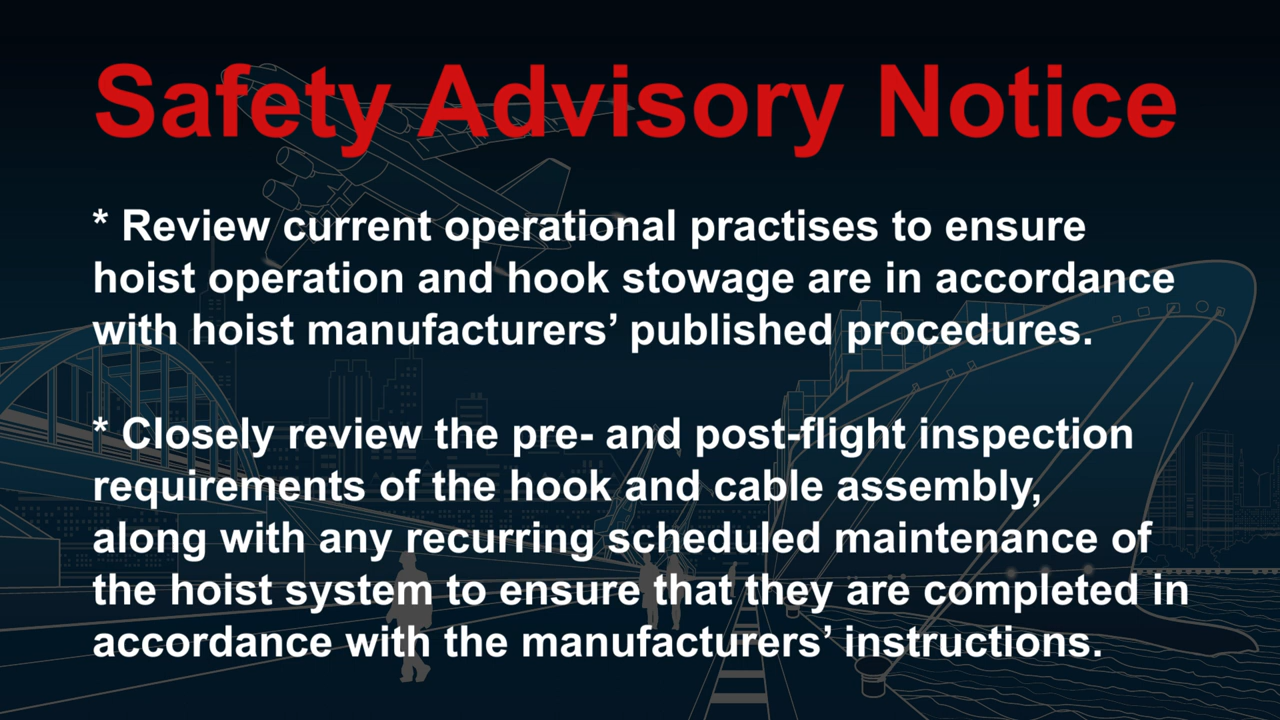 Safety Advisory Notice
* Review current operational practises to ensure
hoist operation and hook stowage are in accordance
with hoist manufacturers’ published procedures.
* Closely review the pre- and post-flight inspection
requirements of the hook and cable assembly,
along with any recurring scheduled maintenance of
the hoist system to ensure that they are completed in
accordance with the manufacturers’ instructions.